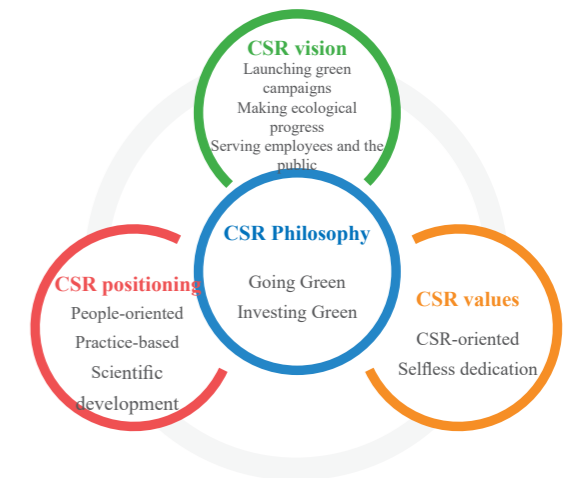 CSR vision
Launching green
campaigns
Making ecological
progress
Serving employees and the
public
CSR Philosophy
Going Green
Investing Green
CSR positioning
People-oriented
Practice-based
Scientific
development
CSR values
CSR-oriented
Selfless dedication